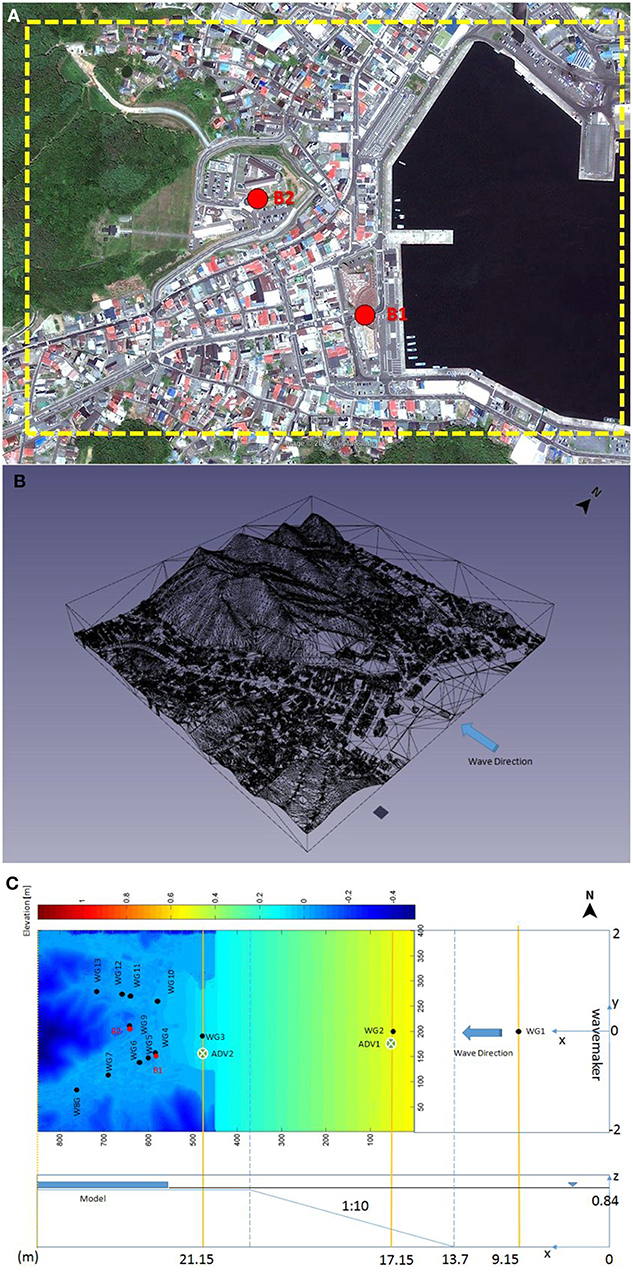 A
B2
B1
B
N
Wave Direction
C
Elevation [m]
1
0.8
0.6
0.4
0.2
0
-0.2
-0.4
N
400
350
300
250
200
150
100
50
WG13
WG12
WG11
WG10
WG9
WG4
WG5
WG6
WG7
W8G
B1
WG3
ADV2
WG2
ADV1
WG1
Wave Direction
x
y
2
0
-2
wavemaker
800
700
600
500
400
300
200
100
Model
1:10
z
0.84
x
(m)
21.15
17.15
13.7
9.15
0